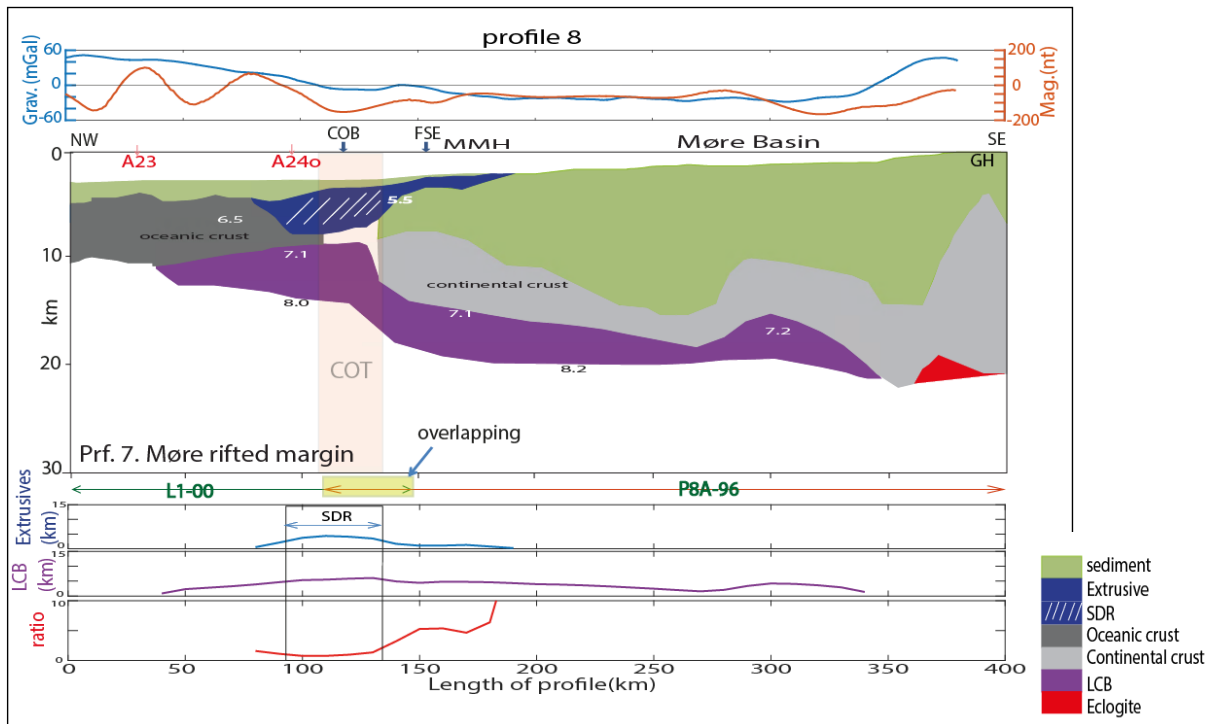 profile 8
60
0
-60
Grav. (mGal)
200
0
-200
Mag.(nt)
NW
COB
FSE
MMH
Møre Basin
SE
A23
A24o
GH
0
10
20
30
km
6.5
5.5
oceanic crust
7.1
continental crust
8.0
7.1
7.2
8.2
COT
overlapping
Prf. 7. Møre rifted margin
L1-00
P8A-96
Extrusives
(km)
15
0
SDR
LCB
(km)
15
0
ratio
10
0
0 50 100 150 200 250 300 350 400
Length of profile(km)
sediment
Extrusive
SDR
Oceanic crust
Continental crust
LCB
Eclogite